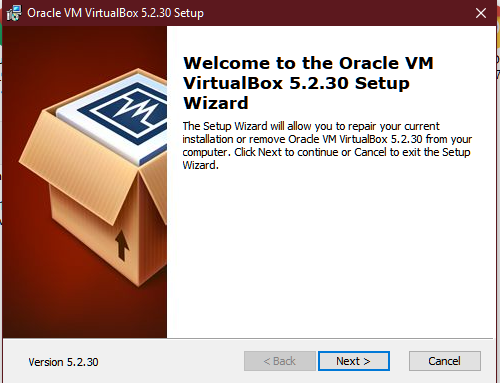 Oracle VM VirtualBox 5.2.30 Setup
Welcome to the Oracle VM
VirtualBox 5.2.30 Setup
Wizard
The Setup Wizard will allow you to repair your current
installation or remove Oracle VM VirtualBox 5.2.30 from your
computer. Click Next to continue or Cancel to exit the Setup
Wizard.
Version 5.2.30
< Back
Next >
Cancel